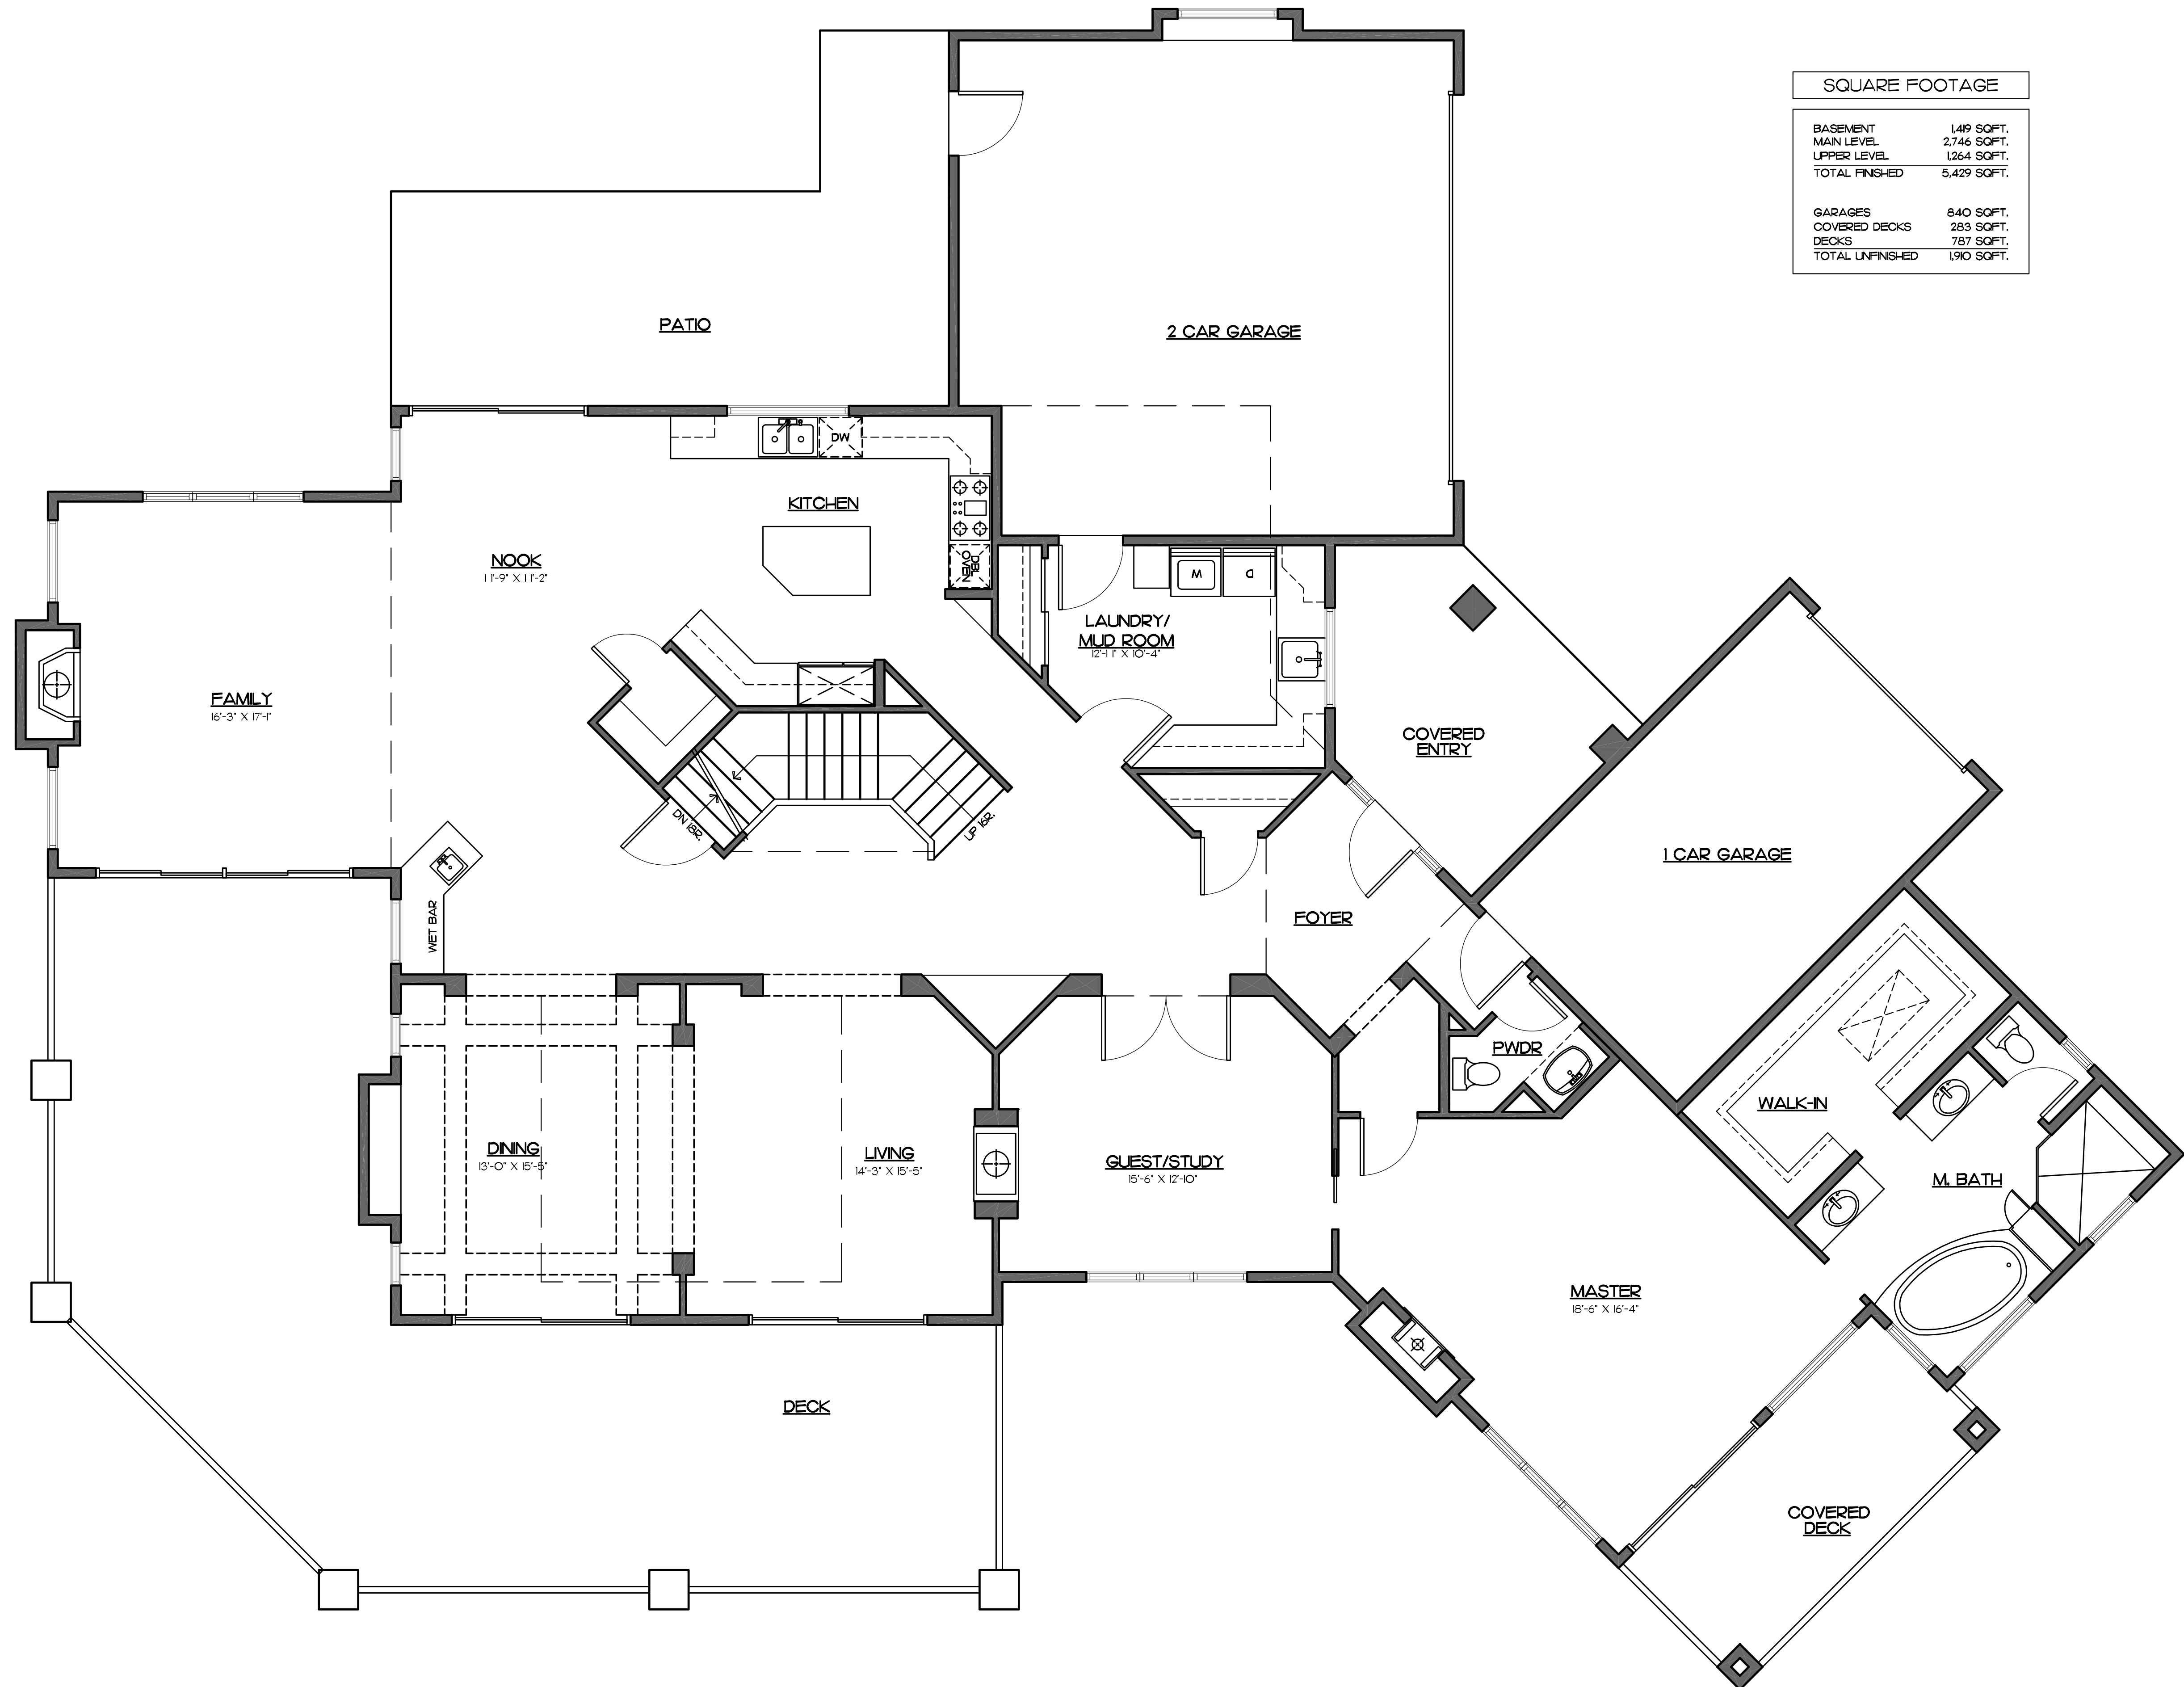 SQUARE FOOTAGE
BASEMENT 1,419 SQFT.
MAIN LEVEL 2,746 SQFT.
UPPER LEVEL 1,264 SQFT.
TOTAL FINISHED 5,429 SQFT.
GARAGES 840 SQFT.
COVERED DECKS 283 SQFT.
DECKS 787 SQFT.
TOTAL UNFINISHED 1,910 SQFT.
PATIO
2 CAR GARAGE
DW
KITCHEN
DBL
OVEN
NOOK
11'-9" X 11'-2"
W
D
LAUNDRY/
MUD ROOM
12'-11" X 10'-4"
FAMILY
16'-3" X 17'-1"
COVERED
ENTRY
DN 18R.
UP 16R.
1 CAR GARAGE
WET BAR
FOYER
PWDR
WALK-IN
DINING
13'-0" X 15'-5"
LIVING
14'-3" X 15'-5"
GUEST/STUDY
15'-6" X 12'-10"
M. BATH
MASTER
18'-6" X 16'-4"
DECK
COVERED
DECK